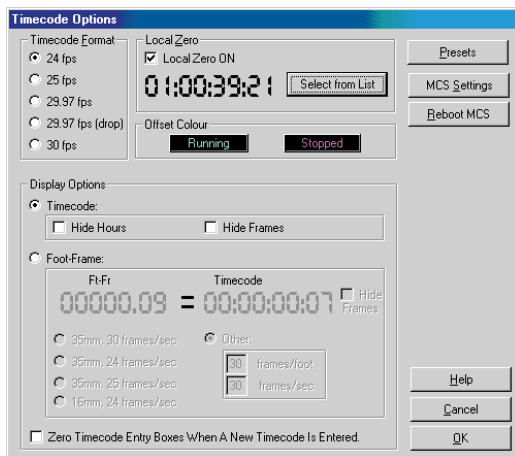 Timecode Options
Timecode Format
24 fps
25 fps
29.97 fps
29.97 fps (drop)
30 fps
Local Zero
Local Zero ON
01:00:39:21
Select from List
Offset Colour
Running
Stopped
Presets
MCS Settings
Reboot MCS
Display Options
Timecode:
Hide Hours
Hide Frames
Foot-Frame:
Ft-Fr
Timecode
00000.09 = 00:00:00:07
Hide
Frames
35mm, 30 frames/sec
35mm, 24 frames/sec
35mm, 25 frames/sec
16mm, 24 frames/sec
Other:
30 frames/foot
30 frames/sec
Zero Timecode Entry Boxes When A New Timecode Is Entered.
Help
Cancel
OK